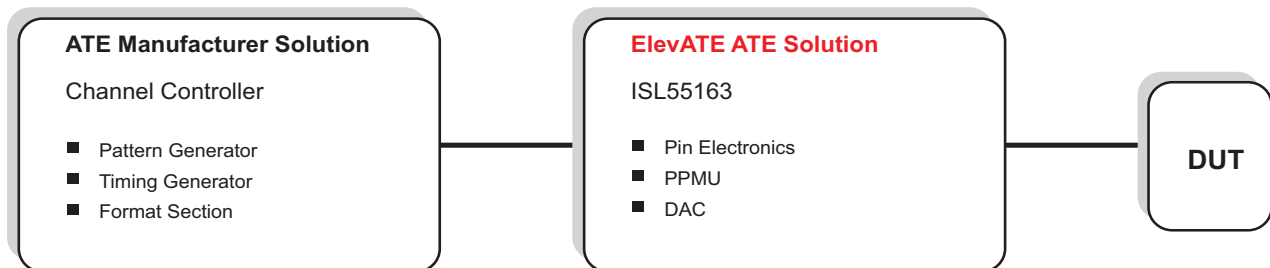 ATE Manufacturer Solution
Channel Controller
Pattern Generator
Timing Generator
Format Section
ElevATE ATE Solution
ISL55163
Pin Electronics
PPMU
DAC
DUT